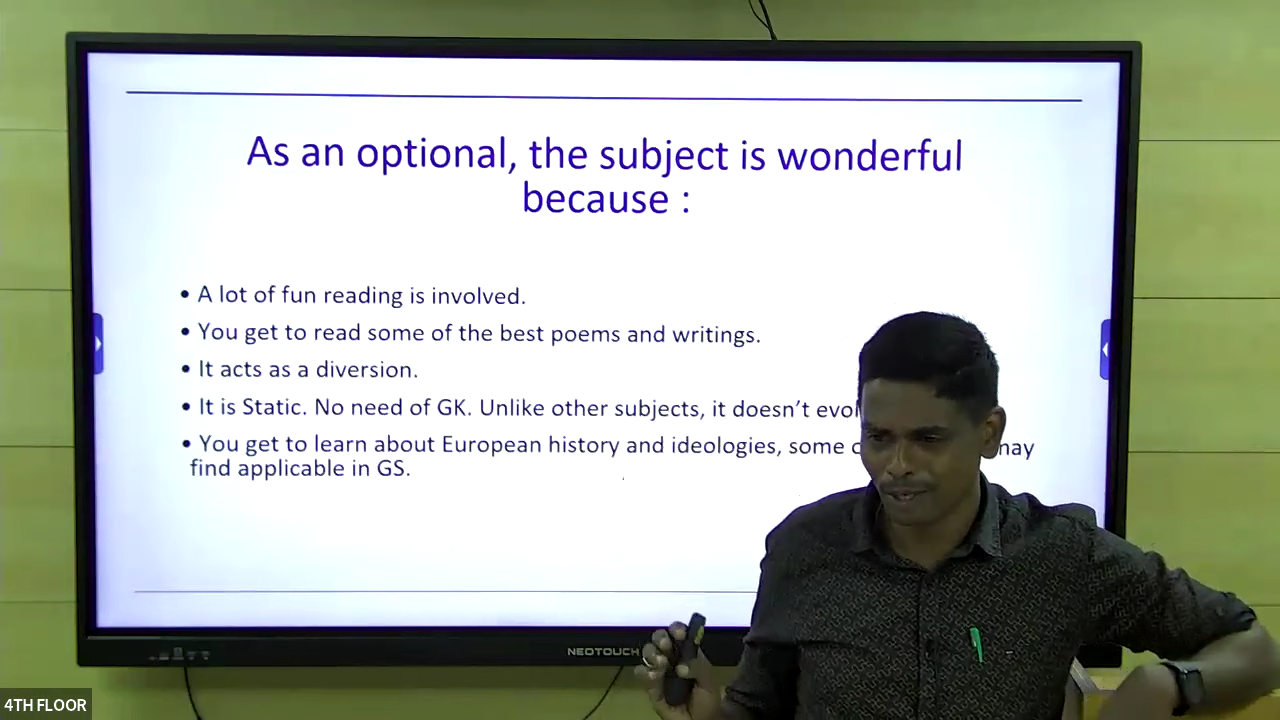 As an optional, the subject is wonderful
because :
• A lot of fun reading is involved.
• You get to read some of the best poems and writings.
• It acts as a diversion.
• It is Static. No need of GK. Unlike other subjects, it doesn't
• You get to learn about European history and ideologies, some may
find applicable in GS.
NEOTOUCH
4TH FLOOR